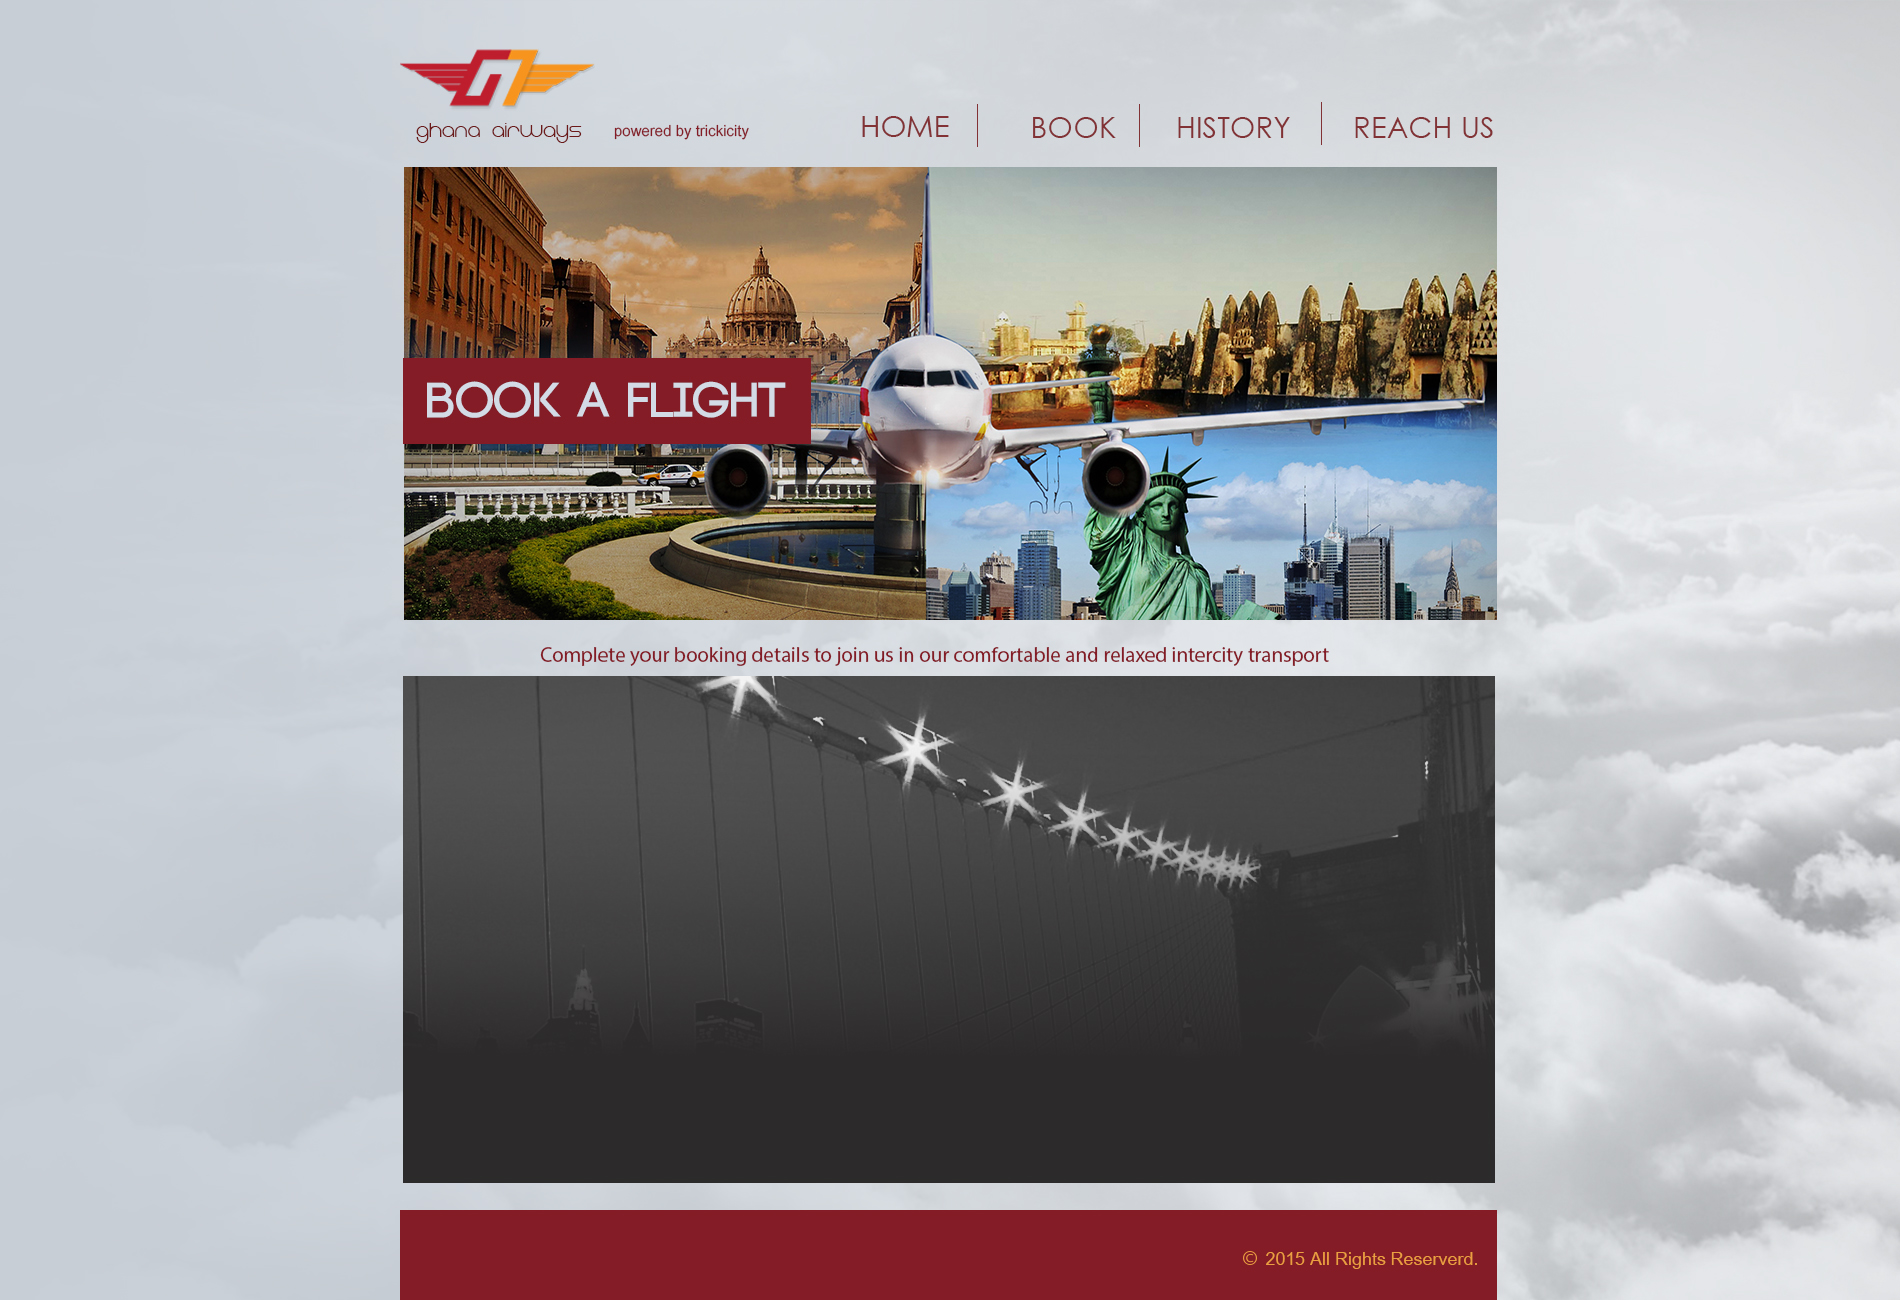 ghana airways
powered by trickicity
HOME
BOOK
HISTORY
REACH US
BOOK A FLIGHT
Complete your booking details to join us in our comfortable and relaxed intercity transport
© 2015 All Rights Reserverd.